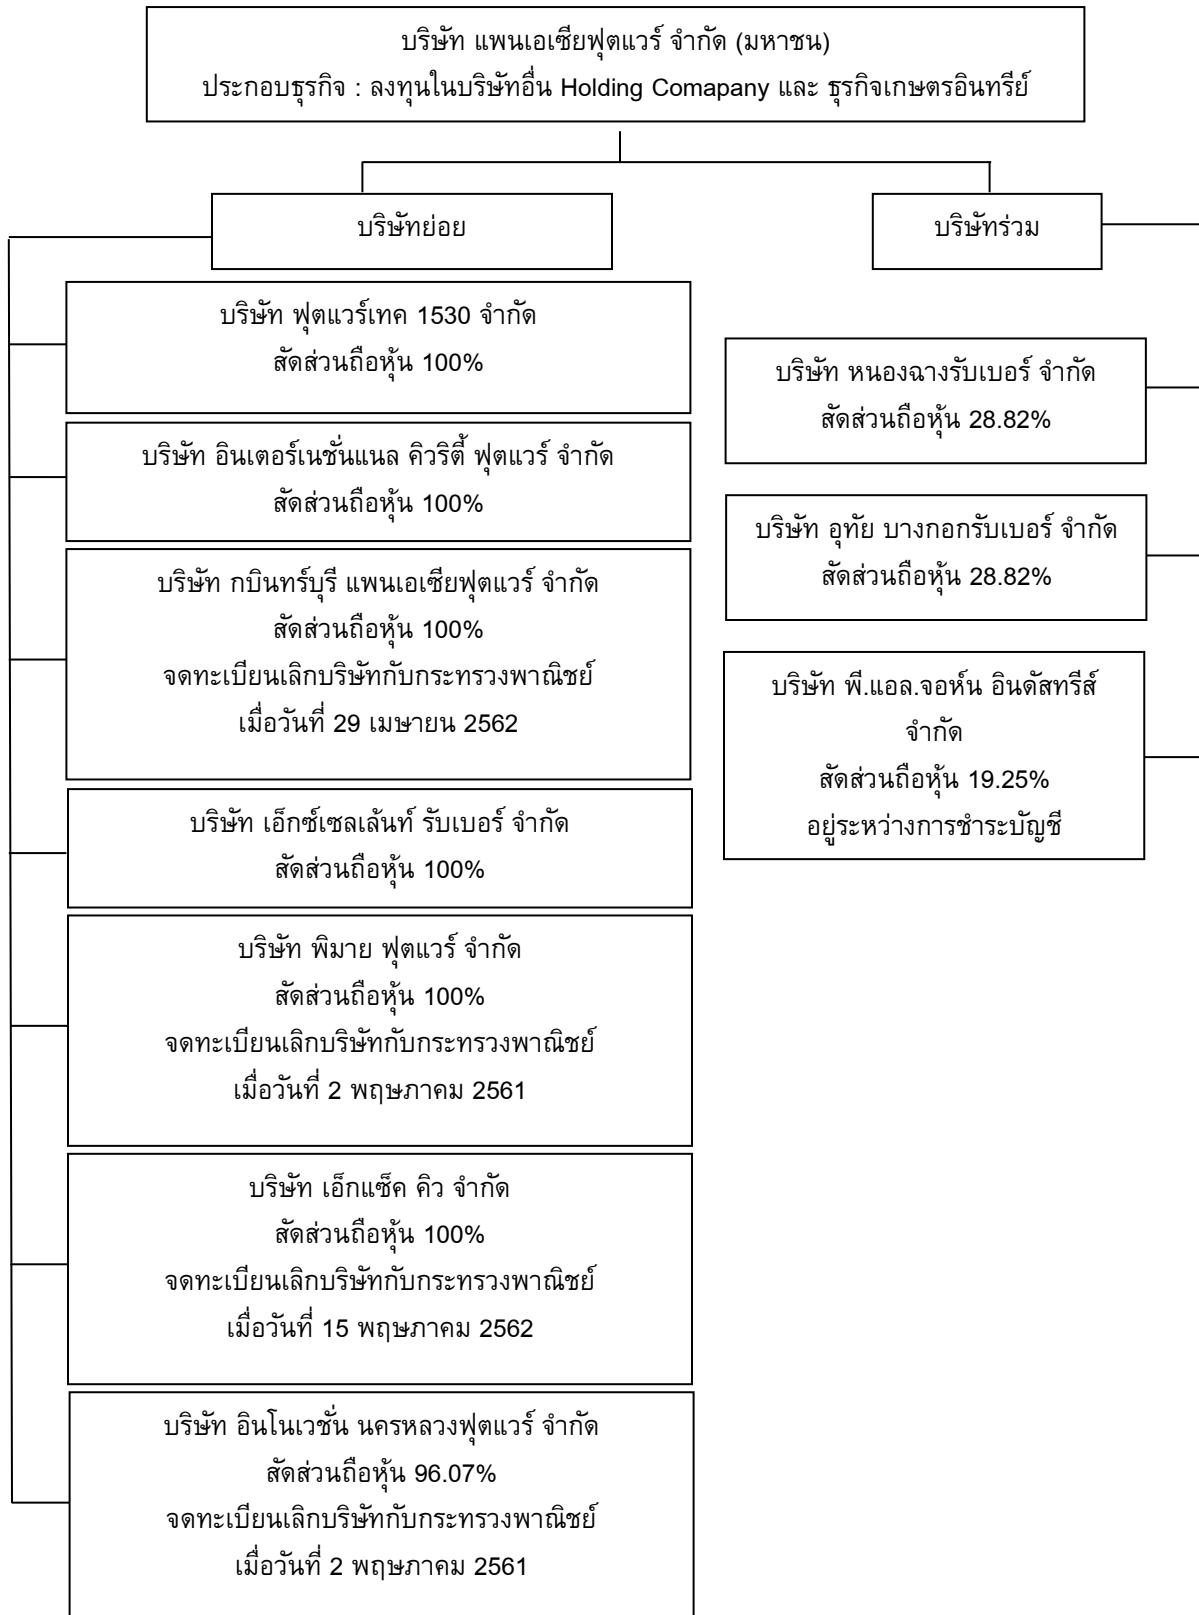 บริษัท แพนเอเซียฟุตแวร์ จำกัด (มหาชน)
ประกอบธุรกิจ : ลงทุนในบริษัทอื่น Holding Comapany และ ธุรกิจเกษตรอินทรีย์
บริษัทย่อย
บริษัท ฟุตแวร์เทค 1530 จำกัด
สัดส่วนถือหุ้น 100%
บริษัท อินเตอร์เนชั่นแนล คิวริตี้ ฟุตแวร์ จำกัด
สัดส่วนถือหุ้น 100%
บริษัท กบินทร์บุรี แพนเอเซียฟุตแวร์ จำกัด
สัดส่วนถือหุ้น 100%
จดทะเบียนเลิกบริษัทกับกระทรวงพาณิชย์
เมื่อวันที่ 29 เมษายน 2562
บริษัท เอ็กซ์เซลเล้นท์ รับเบอร์ จำกัด
สัดส่วนถือหุ้น 100%
บริษัท พิมาย ฟุตแวร์ จำกัด
สัดส่วนถือหุ้น 100%
จดทะเบียนเลิกบริษัทกับกระทรวงพาณิชย์
เมื่อวันที่ 2 พฤษภาคม 2561
บริษัท เอ็กแซ็ค คิว จำกัด
สัดส่วนถือหุ้น 100%
จดทะเบียนเลิกบริษัทกับกระทรวงพาณิชย์
เมื่อวันที่ 15 พฤษภาคม 2562
บริษัท อินโนเวชั่น นครหลวงฟุตแวร์ จำกัด
สัดส่วนถือหุ้น 96.07%
จดทะเบียนเลิกบริษัทกับกระทรวงพาณิชย์
เมื่อวันที่ 2 พฤษภาคม 2561
บริษัทร่วม
บริษัท หนองฉางรับเบอร์ จำกัด
สัดส่วนถือหุ้น 28.82%
บริษัท อุทัย บางกอกรับเบอร์ จำกัด
สัดส่วนถือหุ้น 28.82%
บริษัท พี.แอล.จอห์น อินดัสทรีส์
จำกัด
สัดส่วนถือหุ้น 19.25%
อยู่ระหว่างการชำระบัญชี